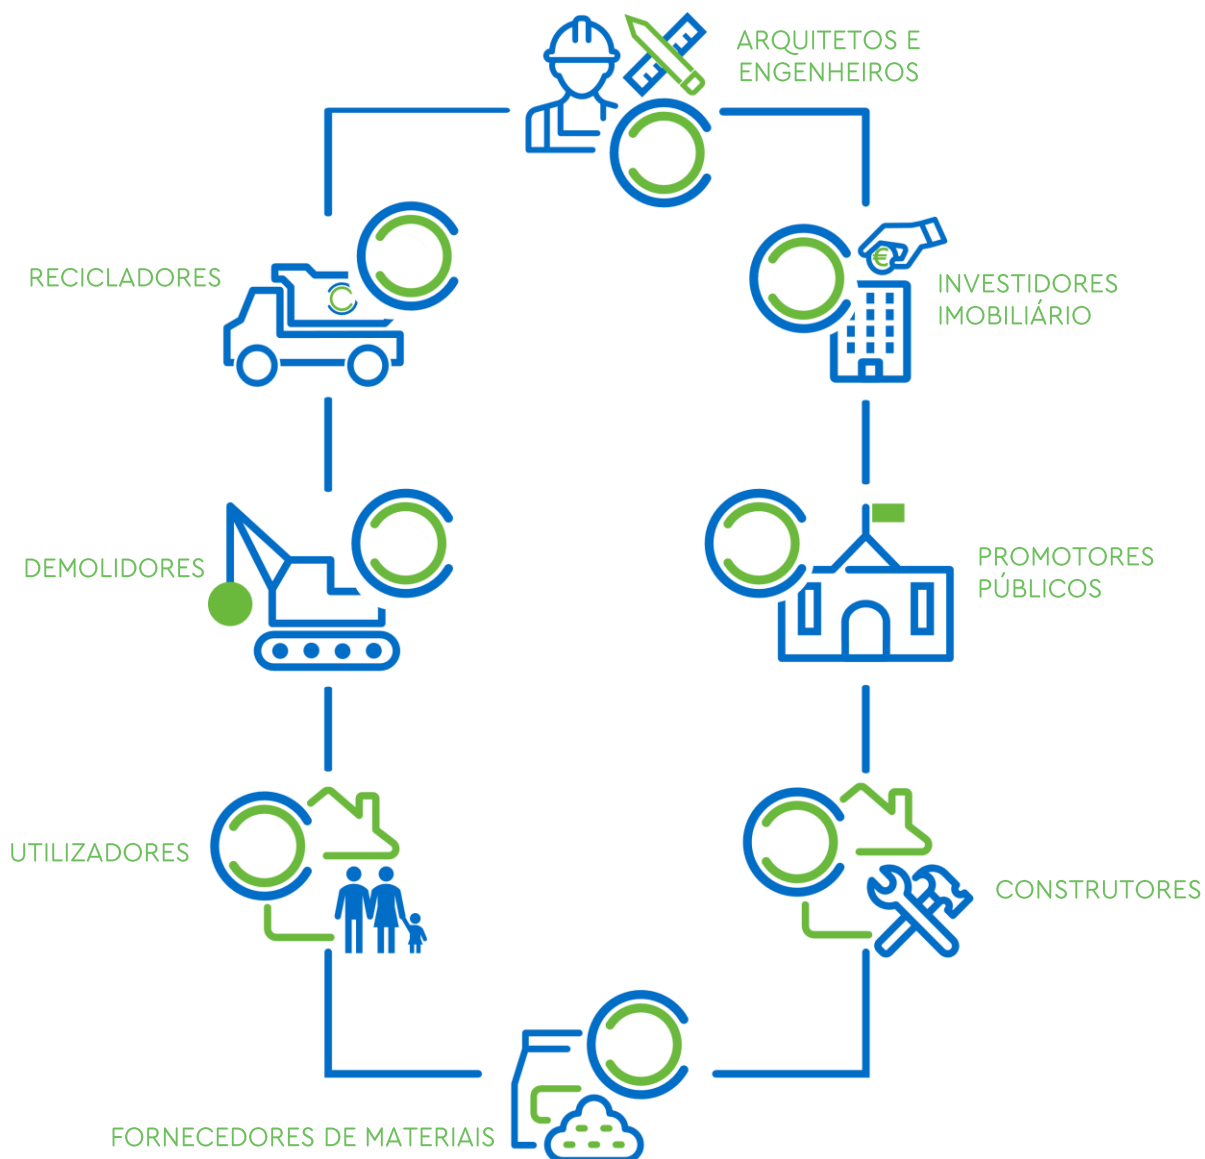 ARQUITETOS E
ENGENHEIROS
RECICLADORES
INVESTIDORES
IMOBILIÁRIO
€
DEMOLIDORES
PROMOTORES
PÚBLICOS
UTILIZADORES
CONSTRUTORES
FORNECEDORES DE MATERIAIS